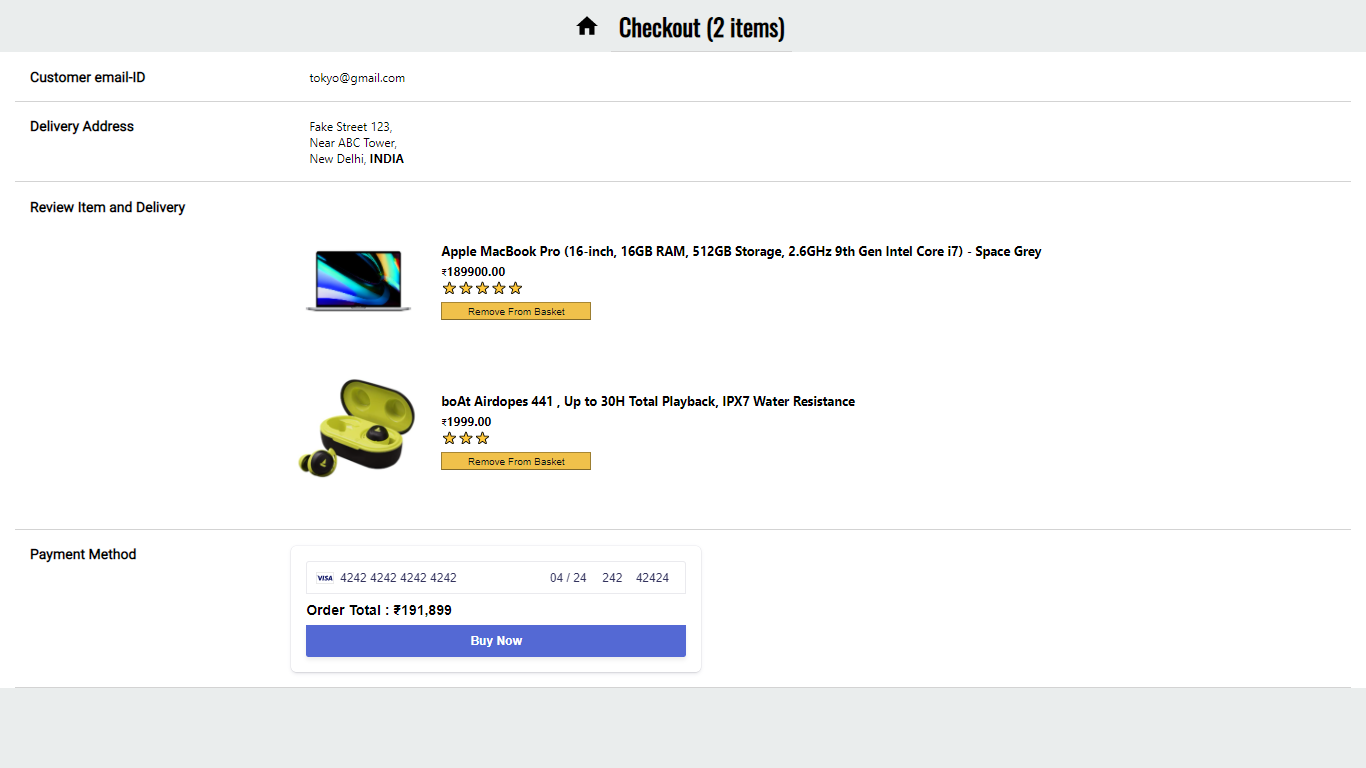 Checkout (2 items)
Customer email-ID
tokyo@gmail.com
Delivery Address
Fake Street 123,
Near ABC Tower,
New Delhi, INDIA
Review Item and Delivery
Apple MacBook Pro (16-inch, 16GB RAM, 512GB Storage, 2.6GHz 9th Gen Intel Core i7) - Space Grey
₹189900.00
Remove From Basket
boAt Airdopes 441 , Up to 30H Total Playback, IPX7 Water Resistance
₹1999.00
Remove From Basket
Payment Method
VISA 4242 4242 4242 4242 04 / 24 242 42424
Order Total : ₹191,899
Buy Now